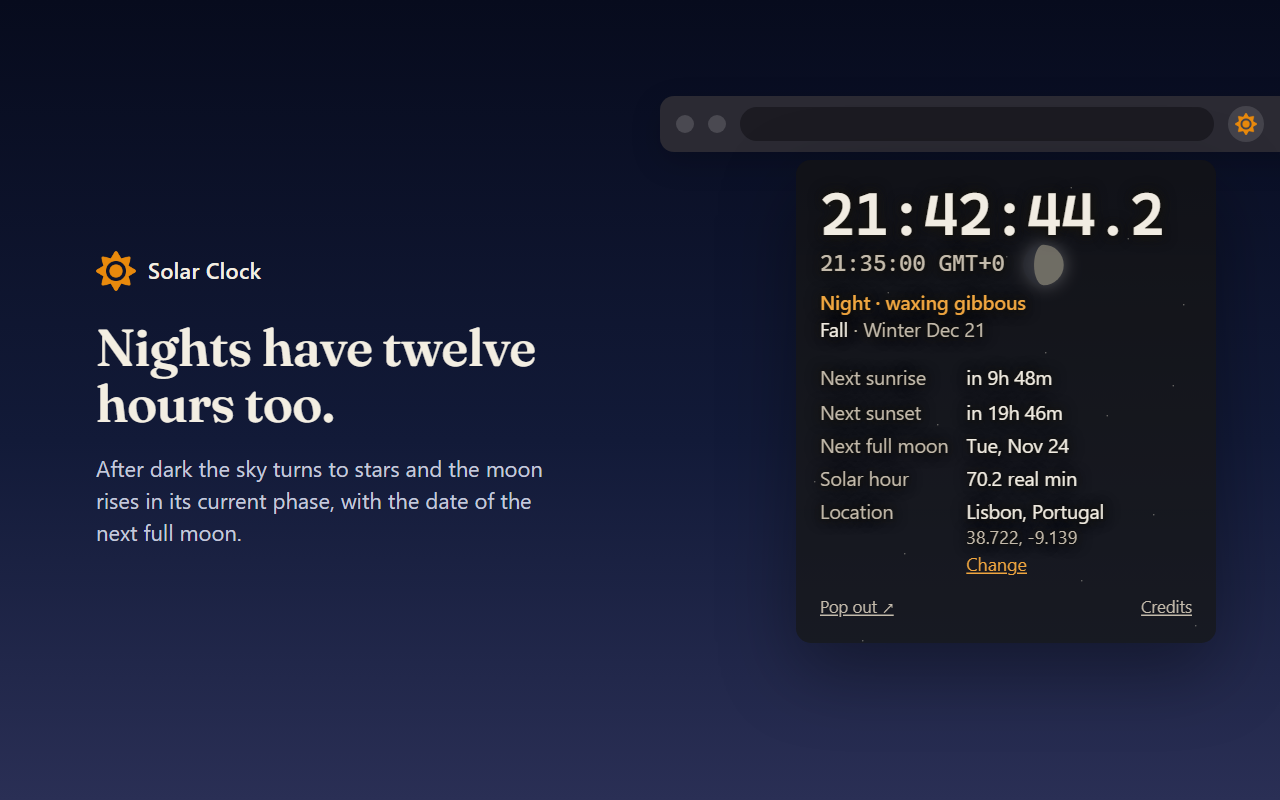 Solar Clock
Nights have twelve
hours too.
After dark the sky turns to stars and the moon
rises in its current phase, with the date of the
next full moon.
21:42:44.2
21:35:00 GMT+0
Night · waxing gibbous
Fall · Winter Dec 21
Next sunrise in 9h 48m
Next sunset in 19h 46m
Next full moon Tue, Nov 24
Solar hour 70.2 real min
Location Lisbon, Portugal
38.722, -9.139
Change
Pop out ↗ Credits